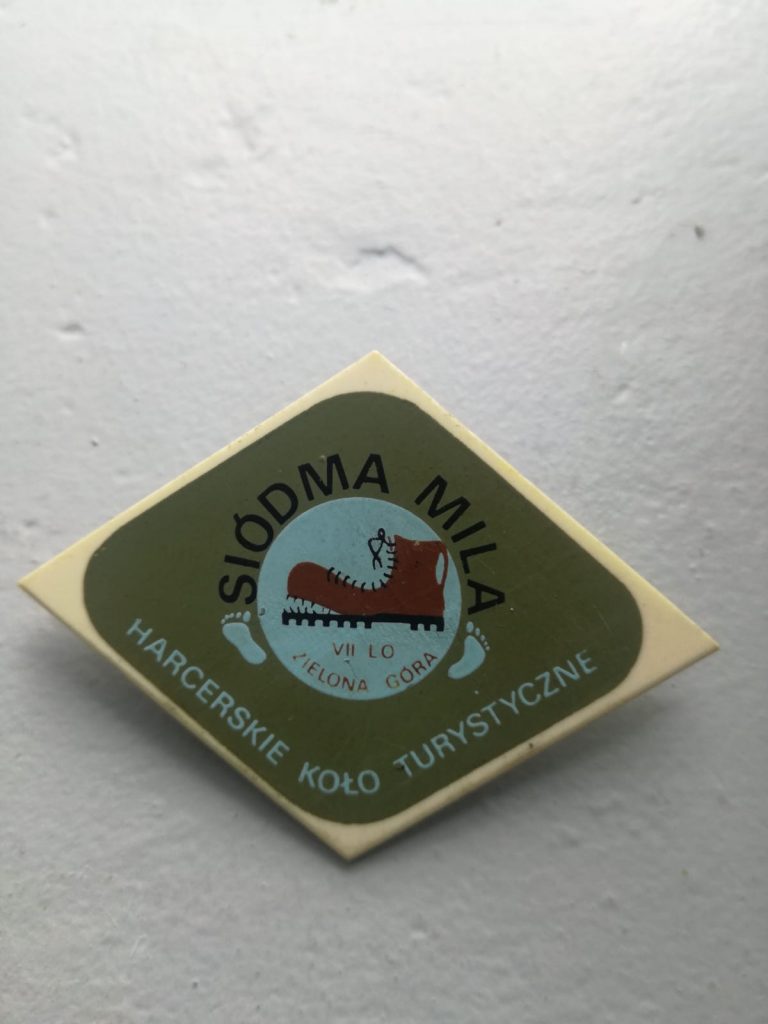 SIÓDMA MILA
VII LO
ZIELONA GÓRA
HARCERSKIE KOŁO TURYSTYCZNE